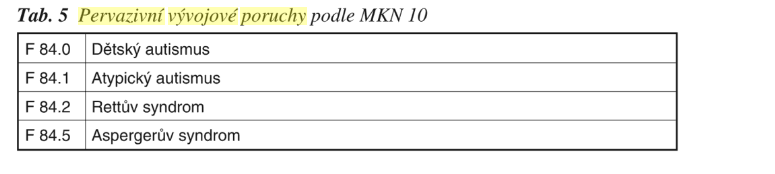 Tab. 5 Pervazivní vývojové poruchy podle MKN 10
F 84.0 Dětský autismus
F 84.1 Atypický autismus
F 84.2 Rettův syndrom
F 84.5 Aspergerův syndrom